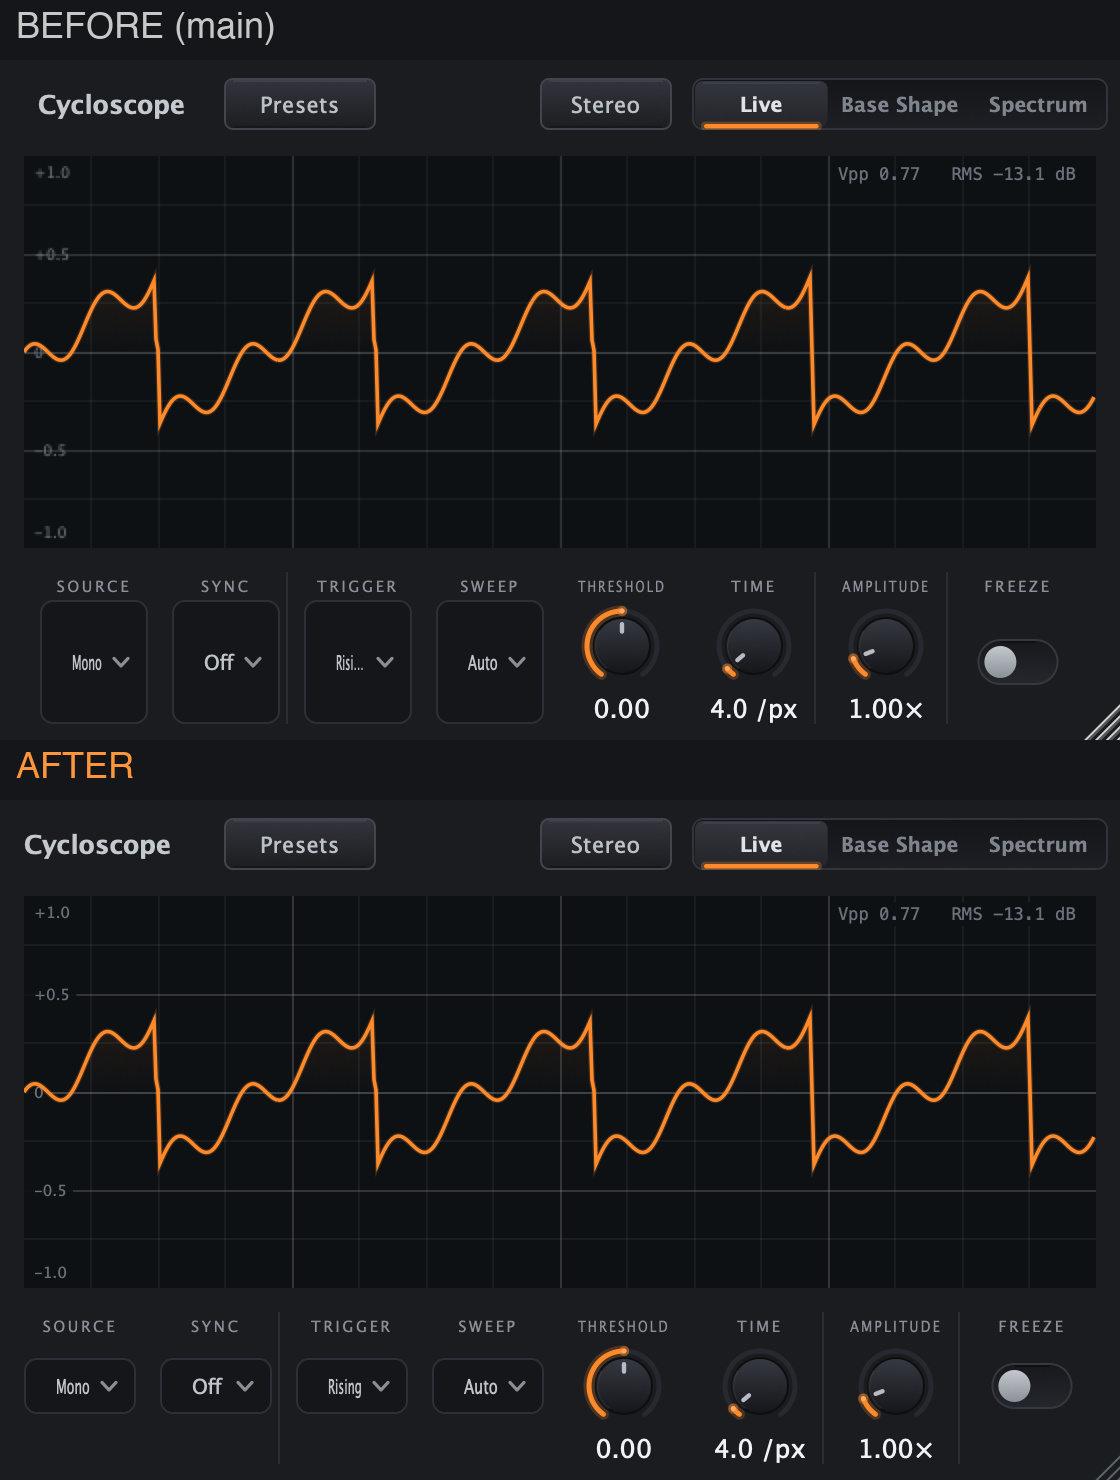 BEFORE (main)
Cycloscope Presets Stereo Live Base Shape Spectrum
+1.0 Vpp 0.77 RMS −13.1 dB
+0.5
0
−0.5
−1.0
SOURCE SYNC TRIGGER SWEEP THRESHOLD TIME AMPLITUDE FREEZE
Mono Off Risi... Auto
0.00 4.0 /px 1.00×
AFTER
Cycloscope Presets Stereo Live Base Shape Spectrum
+1.0 Vpp 0.77 RMS −13.1 dB
+0.5
0
−0.5
−1.0
SOURCE SYNC TRIGGER SWEEP THRESHOLD TIME AMPLITUDE FREEZE
Mono Off Rising Auto
0.00 4.0 /px 1.00×